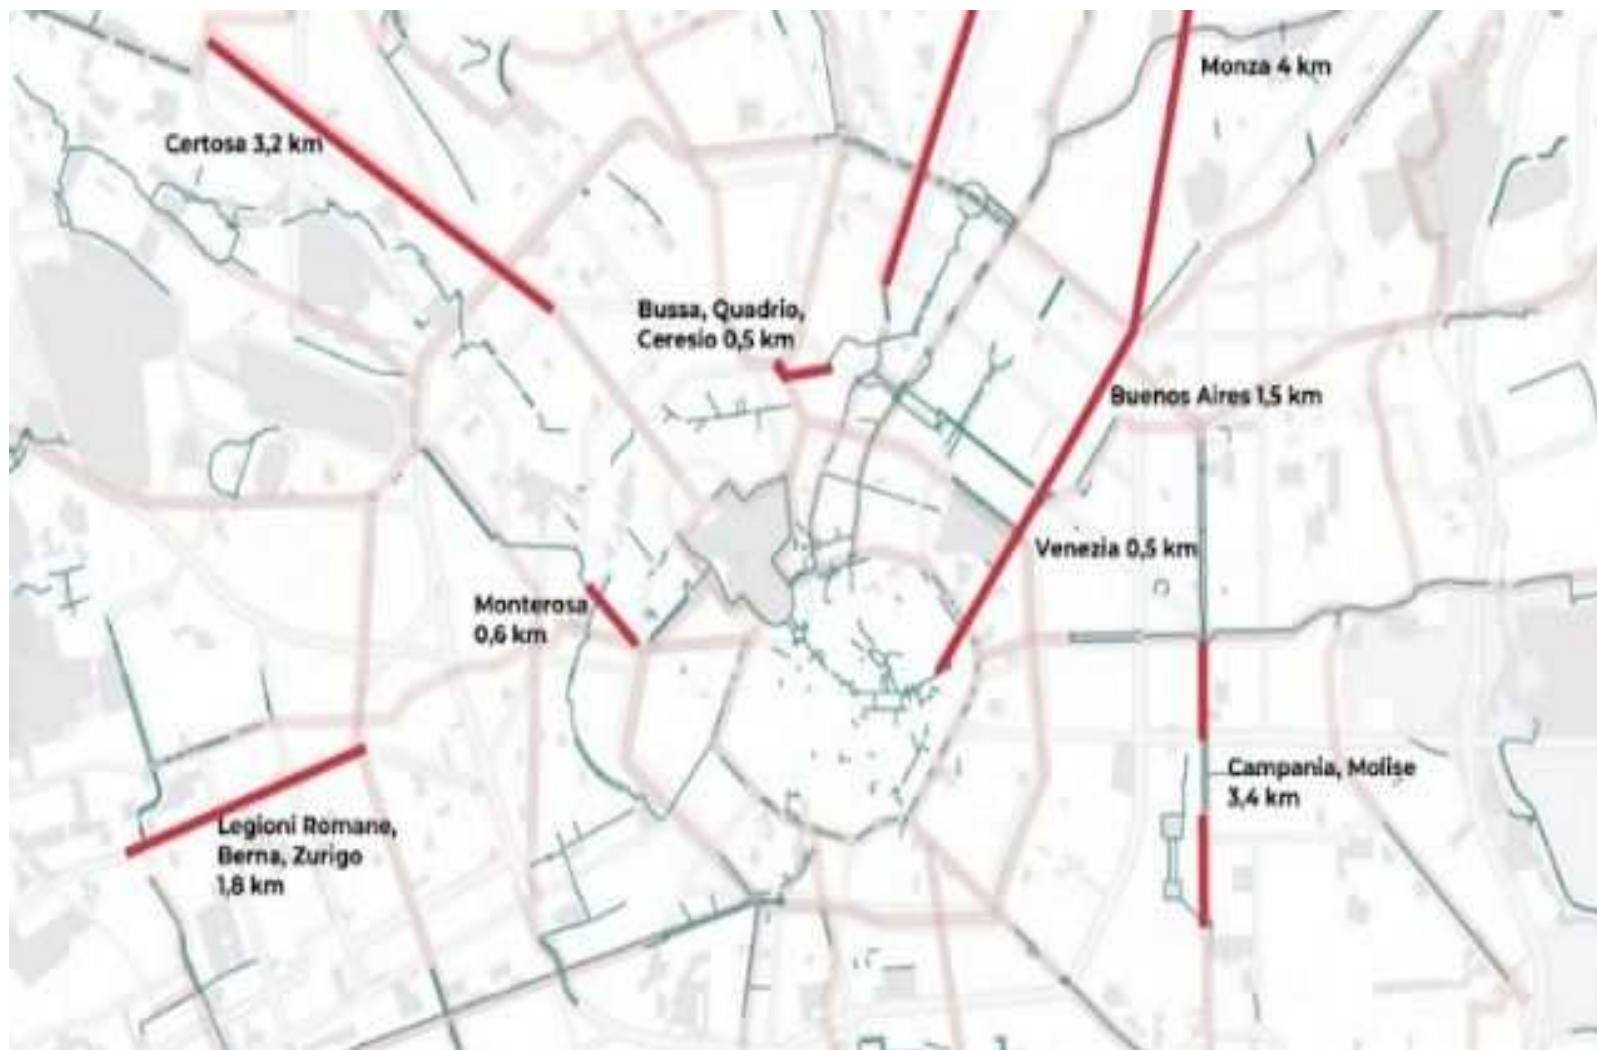 Monza 4 km
Certosa 3,2 km
Bussa, Quadrio,
Ceresio 0,5 km
Buenos Aires 1,5 km
Venezia 0,5 km
Monterosa
0,6 km
Campania, Molise
3,4 km
Legioni Romane,
Berna, Zurigo
1,8 km